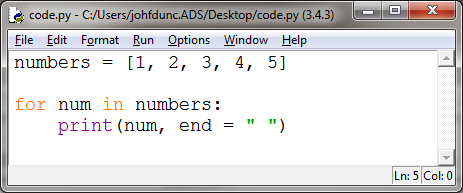 code.py - C:/Users/johfdunc.ADS/Desktop/code.py (3.4.3)
File Edit Format Run Options Window Help
numbers = [1, 2, 3, 4, 5]

for num in numbers:
    print(num, end = " ")
Ln: 5 Col: 0